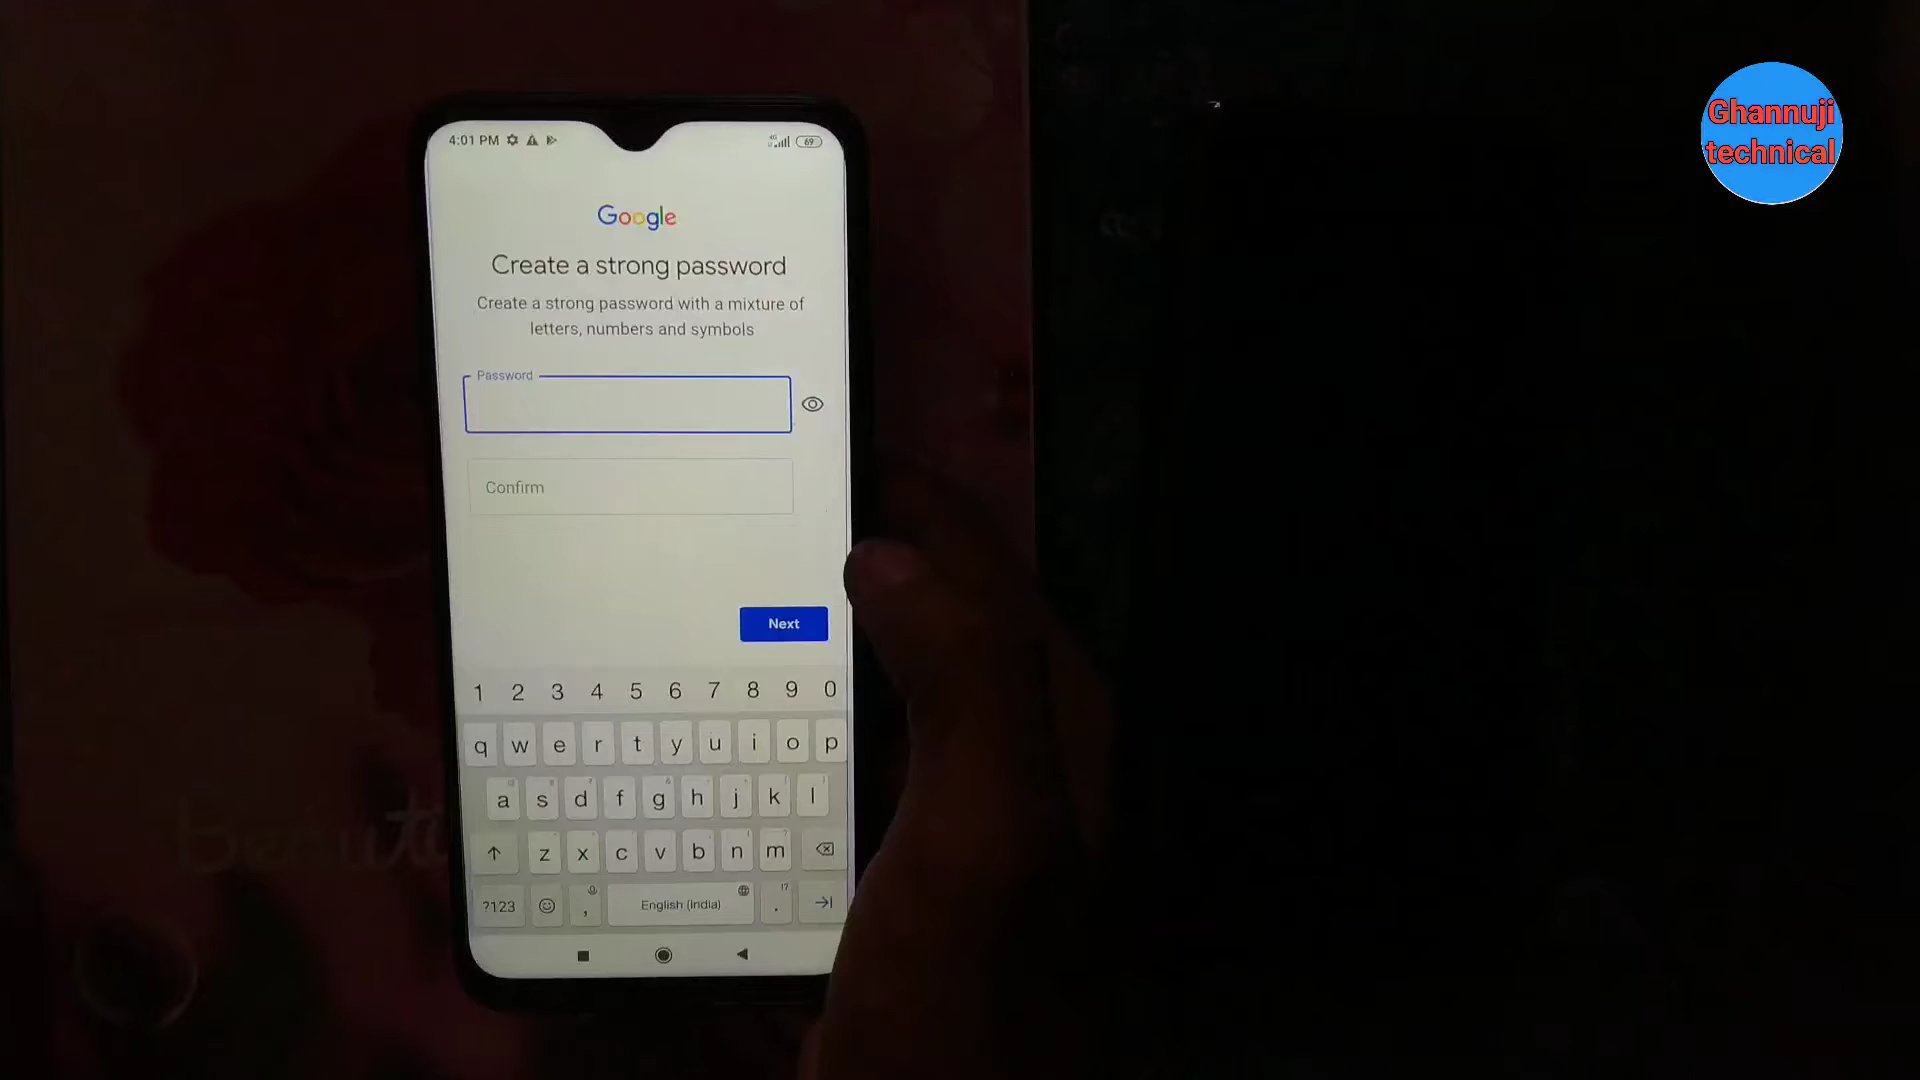 Ghannuji
technical
4:01 PM
69
Google
Create a strong password
Create a strong password with a mixture of
letters, numbers and symbols
Password
Confirm
Next
1 2 3 4 5 6 7 8 9 0
q w e r t y u i o p
a s d f g h j k l
z x c v b n m
?123 , English (India) .